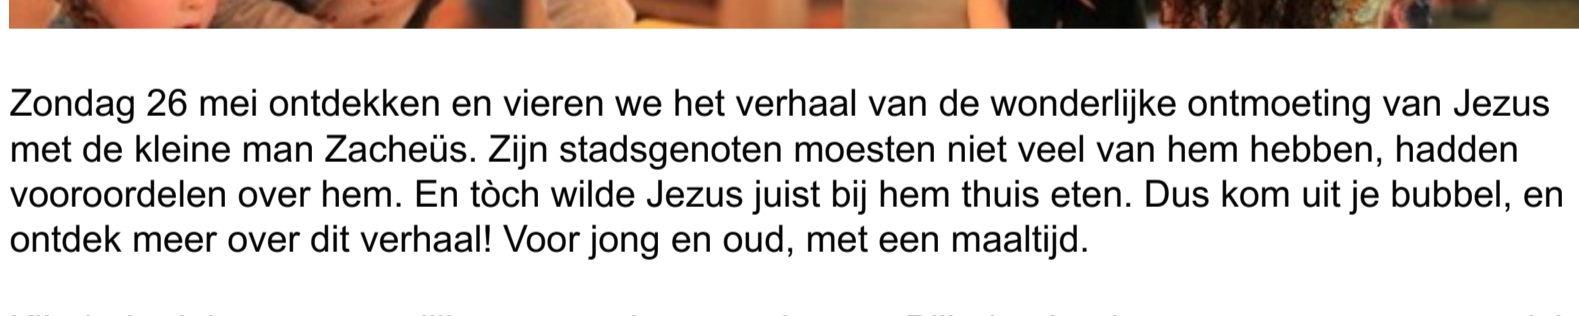 Zondag 26 mei ontdekken en vieren we het verhaal van de wonderlijke ontmoeting van Jezus
met de kleine man Zacheüs. Zijn stadsgenoten moesten niet veel van hem hebben, hadden
vooroordelen over hem. En tòch wilde Jezus juist bij hem thuis eten. Dus kom uit je bubbel, en
ontdek meer over dit verhaal! Voor jong en oud, met een maaltijd.